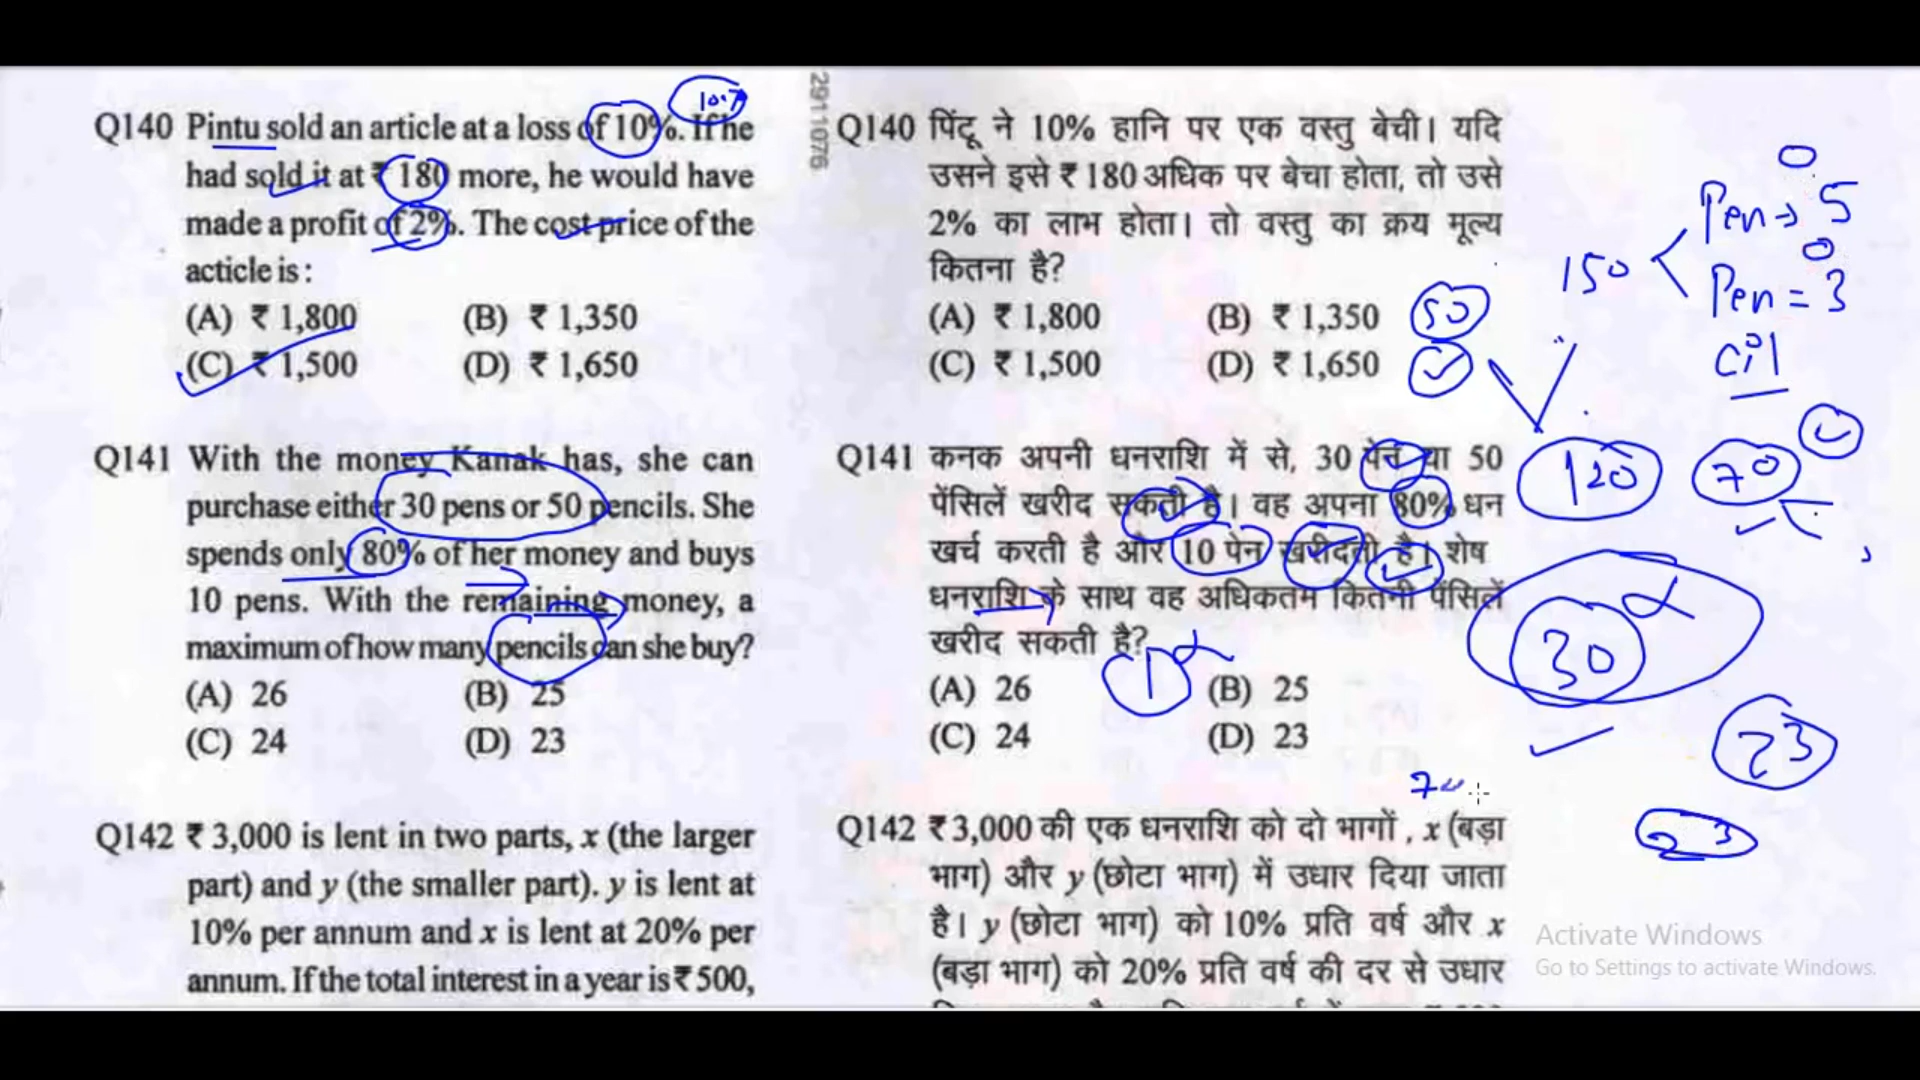 Q140 Pintu sold an article at a loss of 10%. If he
had sold it at ₹ 180 more, he would have
made a profit of 2%. The cost price of the
acticle is :
(A) ₹ 1,800 (B) ₹ 1,350
(C) ₹ 1,500 (D) ₹ 1,650
Q141 With the money Kanak has, she can
purchase either 30 pens or 50 pencils. She
spends only 80% of her money and buys
10 pens. With the remaining money, a
maximum of how many pencils can she buy?
(A) 26 (B) 25
(C) 24 (D) 23
Q142 ₹ 3,000 is lent in two parts, x (the larger
part) and y (the smaller part). y is lent at
10% per annum and x is lent at 20% per
annum. If the total interest in a year is ₹ 500,
2911076
Q140 पिंटू ने 10% हानि पर एक वस्तु बेची। यदि
उसने इसे ₹ 180 अधिक पर बेचा होता, तो उसे
2% का लाभ होता। तो वस्तु का क्रय मूल्य
कितना है?
(A) ₹ 1,800 (B) ₹ 1,350
(C) ₹ 1,500 (D) ₹ 1,650
Q141 कनक अपनी धनराशि में से, 30 पेन या 50
पेंसिलें खरीद सकती है। वह अपना 80% धन
खर्च करती है और 10 पेन खरीदती है। शेष
धनराशि के साथ वह अधिकतम कितनी पेंसिलें
खरीद सकती है?
(A) 26 (B) 25
(C) 24 (D) 23
Q142 ₹ 3,000 की एक धनराशि को दो भागों , x (बड़ा
भाग) और y (छोटा भाग) में उधार दिया जाता
है। y (छोटा भाग) को 10% प्रति वर्ष और x
(बड़ा भाग) को 20% प्रति वर्ष की दर से उधार
0
Pen → 5
0
150
Pen = 3
cil
50
120
70
30
1
23
23
Activate Windows
Go to Settings to activate Windows.